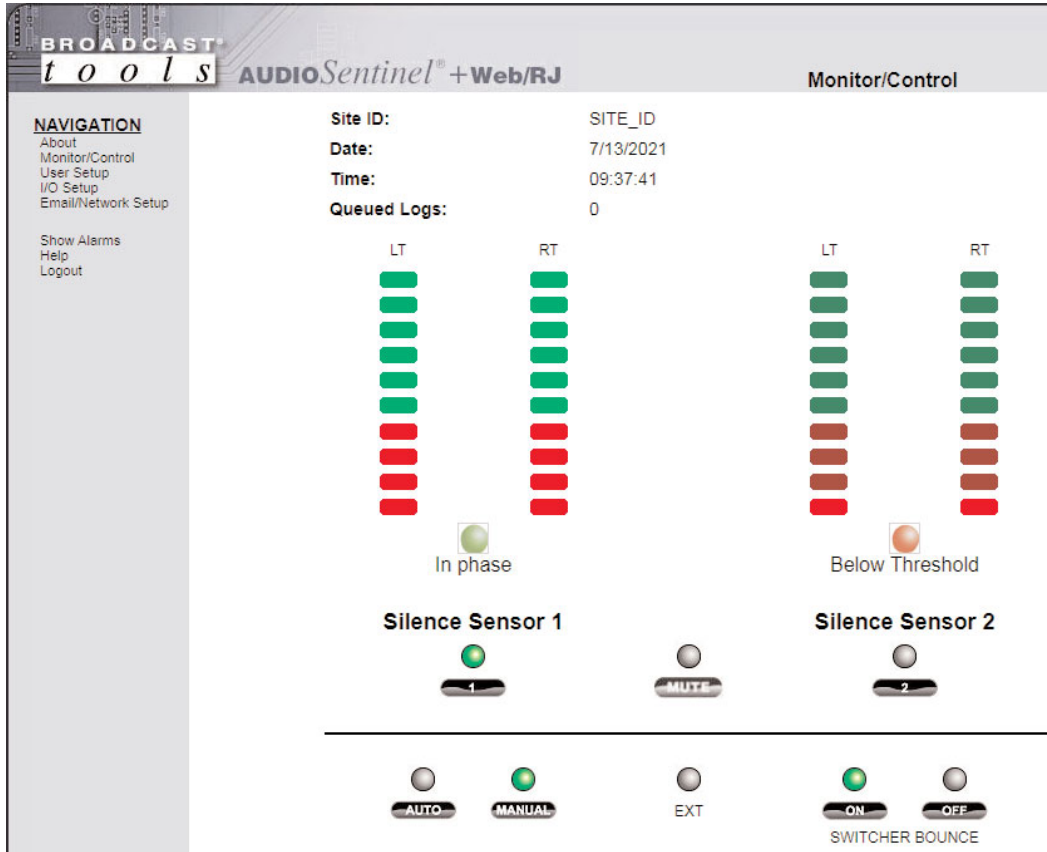 BROADCAST®
tools
AUDIOSentinel®+Web/RJ
Monitor/Control
NAVIGATION
About
Monitor/Control
User Setup
I/O Setup
Email/Network Setup
Show Alarms
Help
Logout
Site ID: SITE_ID
Date: 7/13/2021
Time: 09:37:41
Queued Logs: 0
LT RT LT RT
In phase Below Threshold
Silence Sensor 1 Silence Sensor 2
1 MUTE 2
AUTO MANUAL EXT ON OFF
SWITCHER BOUNCE